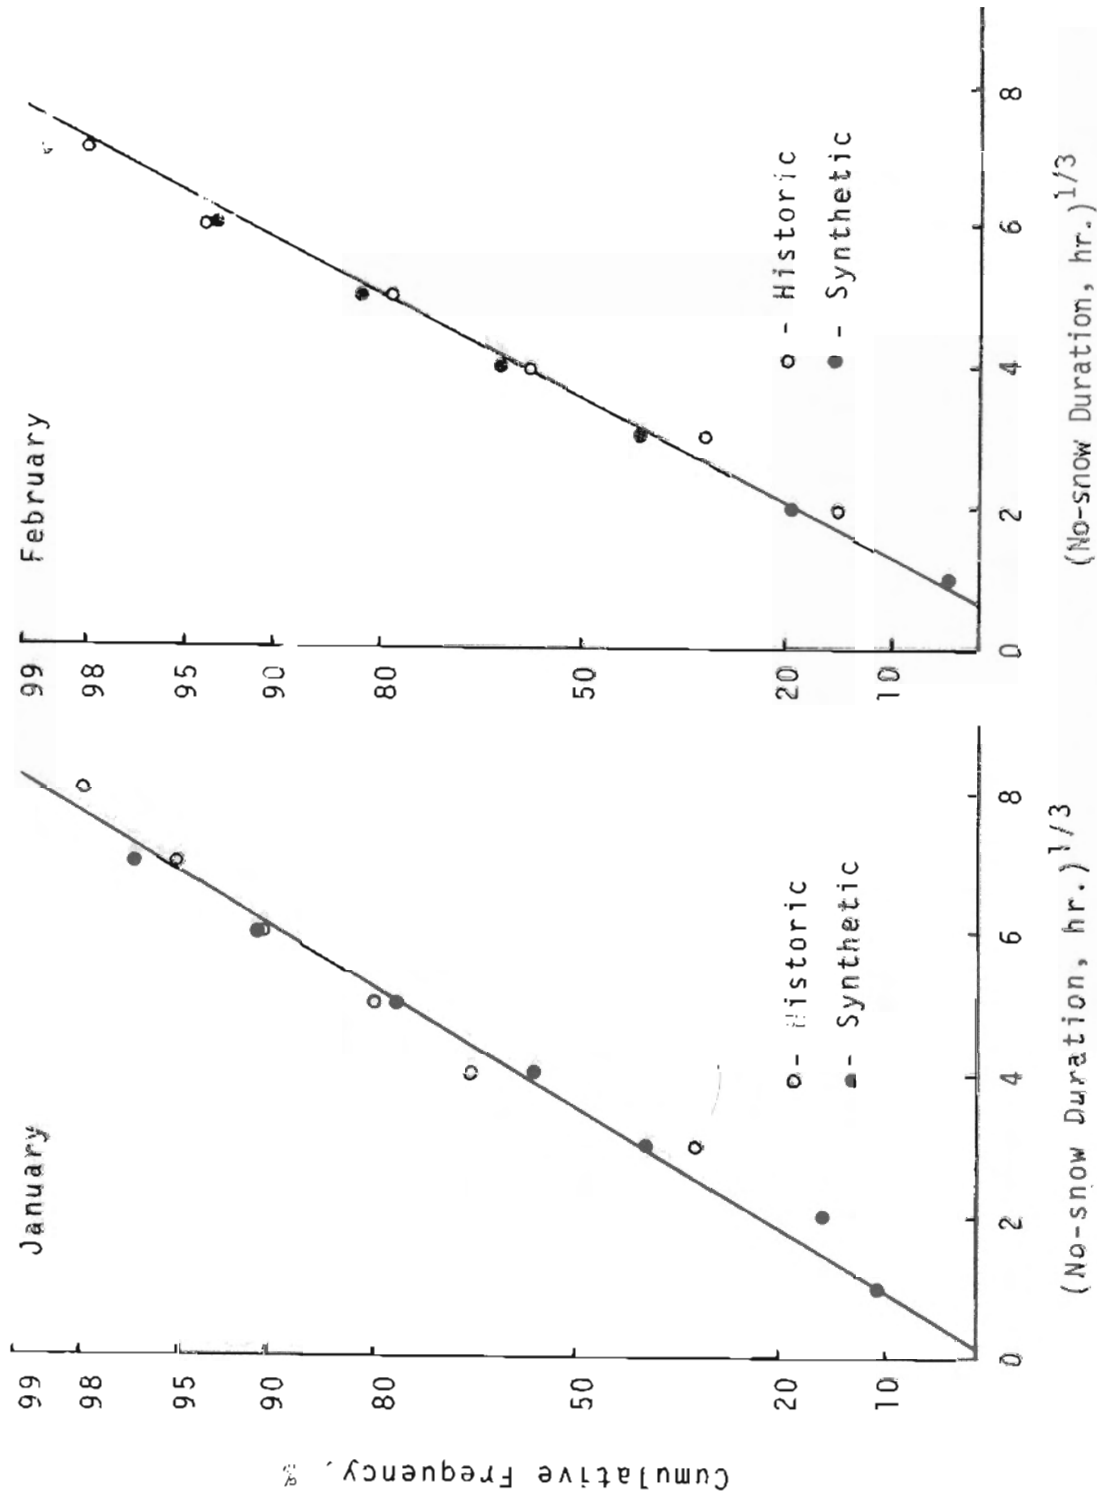 January
99
98
95
90
80
50
20
10
0
2
4
6
8
o - Historic
● - Synthetic
(No-snow Duration, hr.)1/3
Cumulative Frequency, %
February
99
98
95
90
80
50
20
10
0
2
4
6
8
o - Historic
● - Synthetic
(No-snow Duration, hr.)1/3